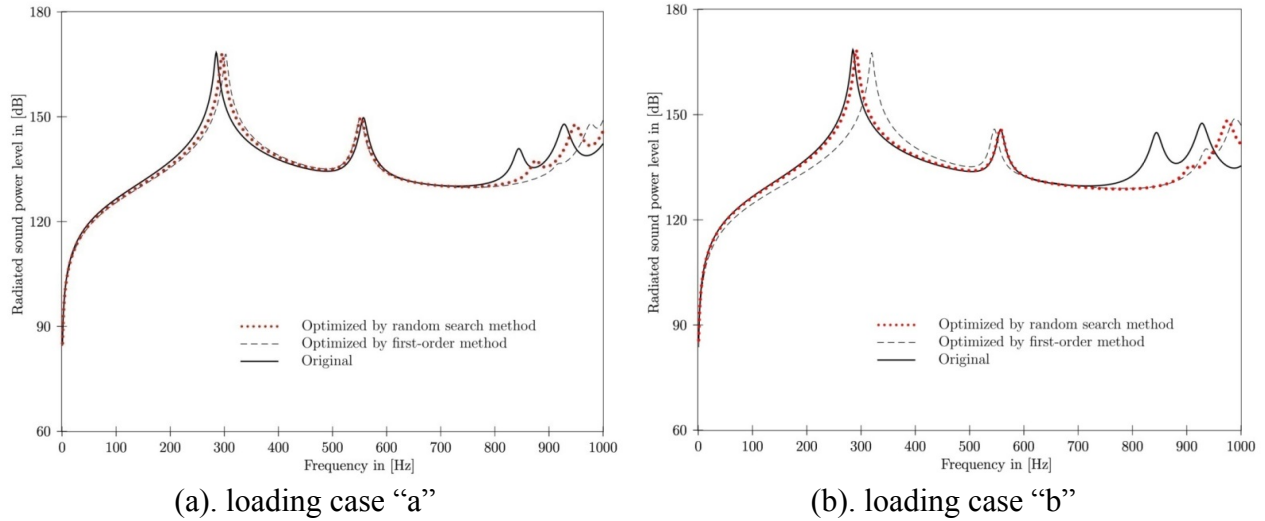 180
150
120
90
60
Radiated sound power level in [dB]
Optimized by random search method
Optimized by first-order method
Original
0 100 200 300 400 500 600 700 800 900 1000
Frequency in [Hz]
(a). loading case “a”
180
150
120
90
60
Radiated sound power level in [dB]
Optimized by random search method
Optimized by first-order method
Original
0 100 200 300 400 500 600 700 800 900 1000
Frequency in [Hz]
(b). loading case “b”